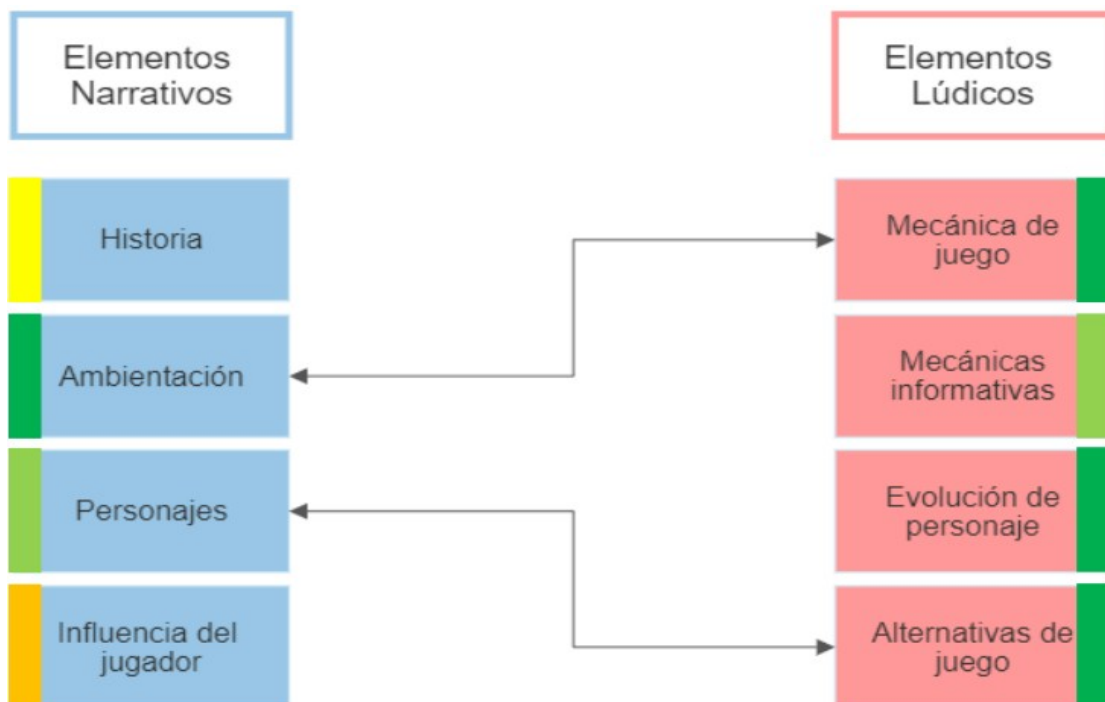 Elementos
Narrativos
Elementos
Lúdicos
Historia
Mecánica de
juego
Ambientación
Mecánicas
informativas
Personajes
Evolución de
personaje
Influencia del
jugador
Alternativas de
juego